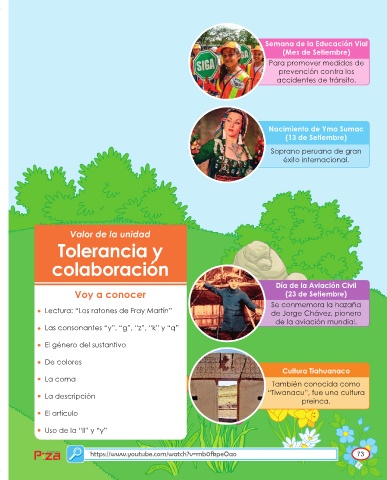 SIGA
Semana de la Educación Vial
(Mes de Setiembre)
Para promover medidas de
prevención contra los
accidentes de tránsito.
Nacimiento de Yma Sumac
(13 de Setiembre)
Soprano peruana de gran
éxito internacional.
Valor de la unidad
Tolerancia y
colaboración
Voy a conocer
• Lectura: “Los ratones de Fray Martín”
• Las consonantes “y”, “g”, “z”, “k” y “q”
• El género del sustantivo
• De colores
• La coma
• La descripción
• El artículo
• Uso de la “ll” y “y”
Día de la Aviación Civil
(23 de Setiembre)
Se conmemora la hazaña
de Jorge Chávez, pionero
de la aviación mundial.
Cultura Tiahuanaco
También conocida como
“Tiwanacu”, fue una cultura
preinca.
https://www.youtube.com/watch?v=
73